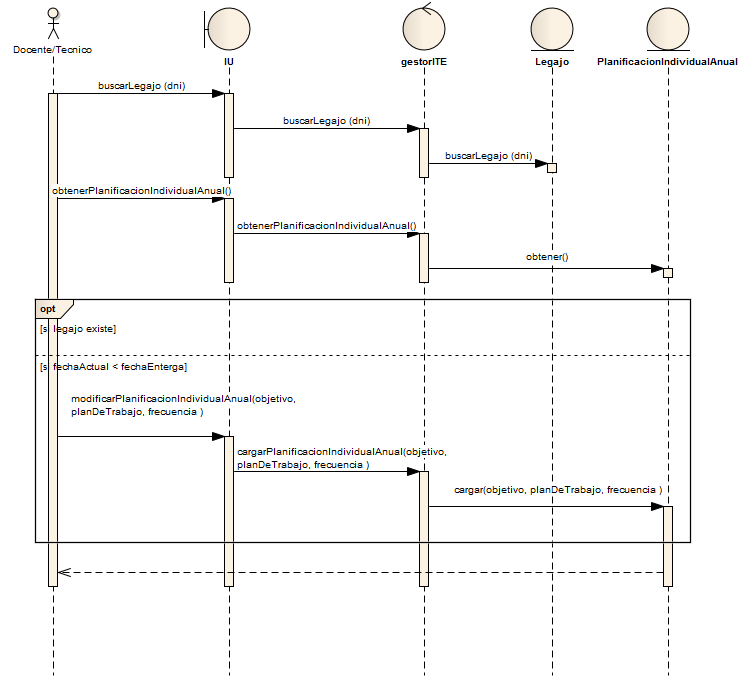 Docente/Tecnico
IU
gestorITE
Legajo
PlanificacionIndividualAnual
buscarLegajo (dni)
buscarLegajo (dni)
buscarLegajo (dni)
obtenerPlanificacionIndividualAnual()
obtenerPlanificacionIndividualAnual()
obtener()
opt
[si legajo existe]
[si fechaActual < fechaEnterga]
modificarPlanificacionIndividualAnual(objetivo,
planDeTrabajo, frecuencia )
cargarPlanificacionIndividualAnual(objetivo,
planDeTrabajo, frecuencia )
cargar(objetivo, planDeTrabajo, frecuencia )